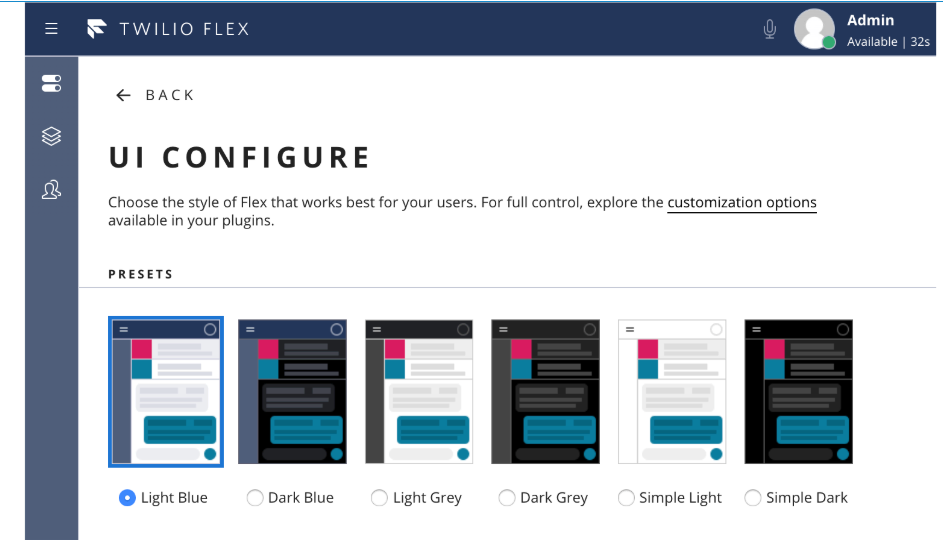 TWILIO FLEX
Admin
Available | 32s
BACK
UI CONFIGURE
Choose the style of Flex that works best for your users. For full control, explore the customization options
available in your plugins.
PRESETS
Light Blue
Dark Blue
Light Grey
Dark Grey
Simple Light
Simple Dark